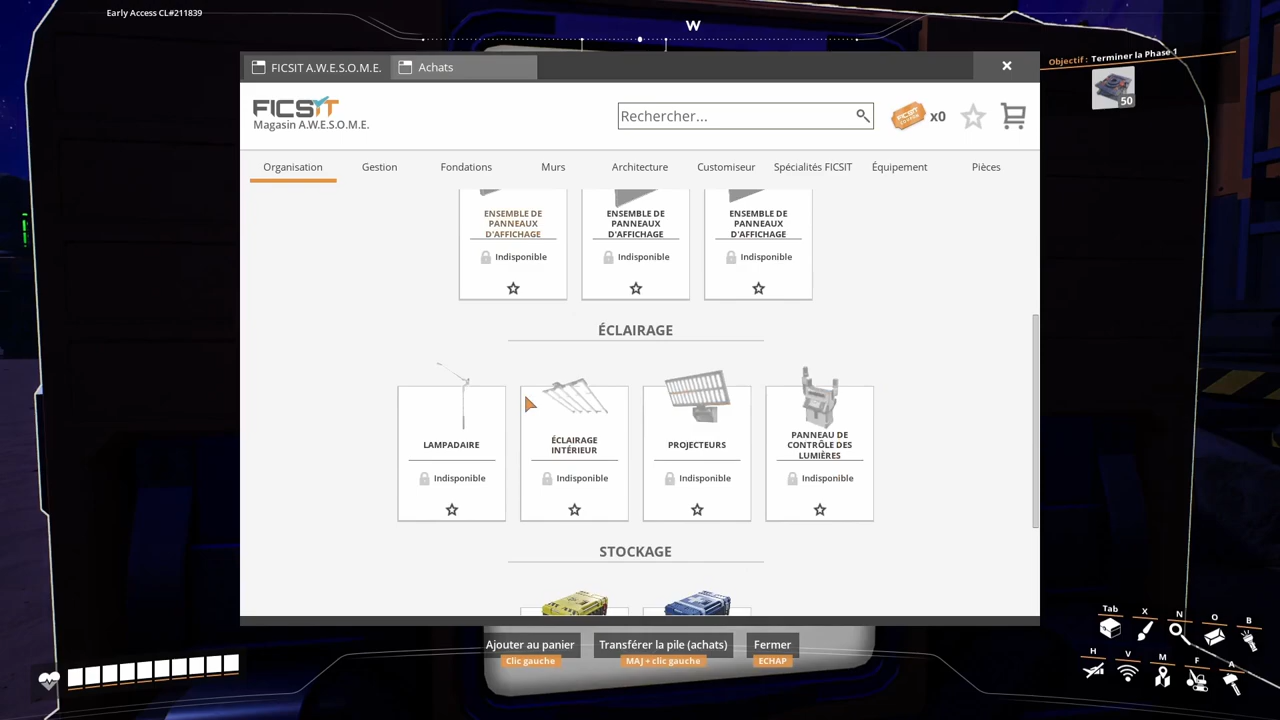 Early Access CL#211839
W
Objectif : Terminer la Phase 1
50
FICSIT A.W.E.S.O.M.E.
Achats
FICSIT
Magasin A.W.E.S.O.M.E.
Rechercher...
x0
Organisation
Gestion
Fondations
Murs
Architecture
Customiseur
Spécialités FICSIT
Équipement
Pièces
ENSEMBLE DE
PANNEAUX
D'AFFICHAGE
Indisponible
ENSEMBLE DE
PANNEAUX
D'AFFICHAGE
Indisponible
ENSEMBLE DE
PANNEAUX
D'AFFICHAGE
Indisponible
ÉCLAIRAGE
LAMPADAIRE
Indisponible
ÉCLAIRAGE
INTÉRIEUR
Indisponible
PROJECTEURS
Indisponible
PANNEAU DE
CONTRÔLE DES
LUMIÈRES
Indisponible
STOCKAGE
Ajouter au panier
Clic gauche
Transférer la pile (achats)
MAJ + clic gauche
Fermer
ECHAP
Tab
X
N
O
B
H
V
M
F
A